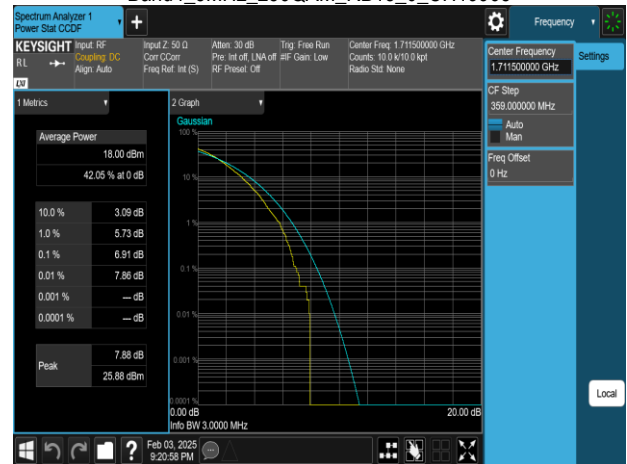 Spectrum Analyzer 1
Power Stat CCDF
Frequency
KEYSIGHT
Input: RF
Coupling: DC
Align: Auto
Input Z: 50 Ω
Corr CCorr
Freq Ref: Int (S)
Atten: 30 dB
Pre: Int off, LNA off
RF Preset: Off
Trig: Free Run
#IF Gain: Low
Center Freq: 1.711500000 GHz
Counts: 10.0 k/10.0 kpt
Radio Std: None
RL
LXI
Center Frequency
1.711500000 GHz
Settings
CF Step
359.000000 MHz
Auto
Man
Freq Offset
0 Hz
1 Metrics
2 Graph
Gaussian
Average Power
18.00 dBm
42.05 % at 0 dB
10.0 % 3.09 dB
1.0 % 5.73 dB
0.1 % 6.91 dB
0.01 % 7.86 dB
0.001 % --- dB
0.0001 % --- dB
Peak
7.88 dB
25.88 dBm
100 %
10 %
1 %
0.1 %
0.01 %
0.001 %
0.0001 %
0.00 dB
20.00 dB
Info BW 3.0000 MHz
Local
Feb 03, 2025
9:20:58 PM